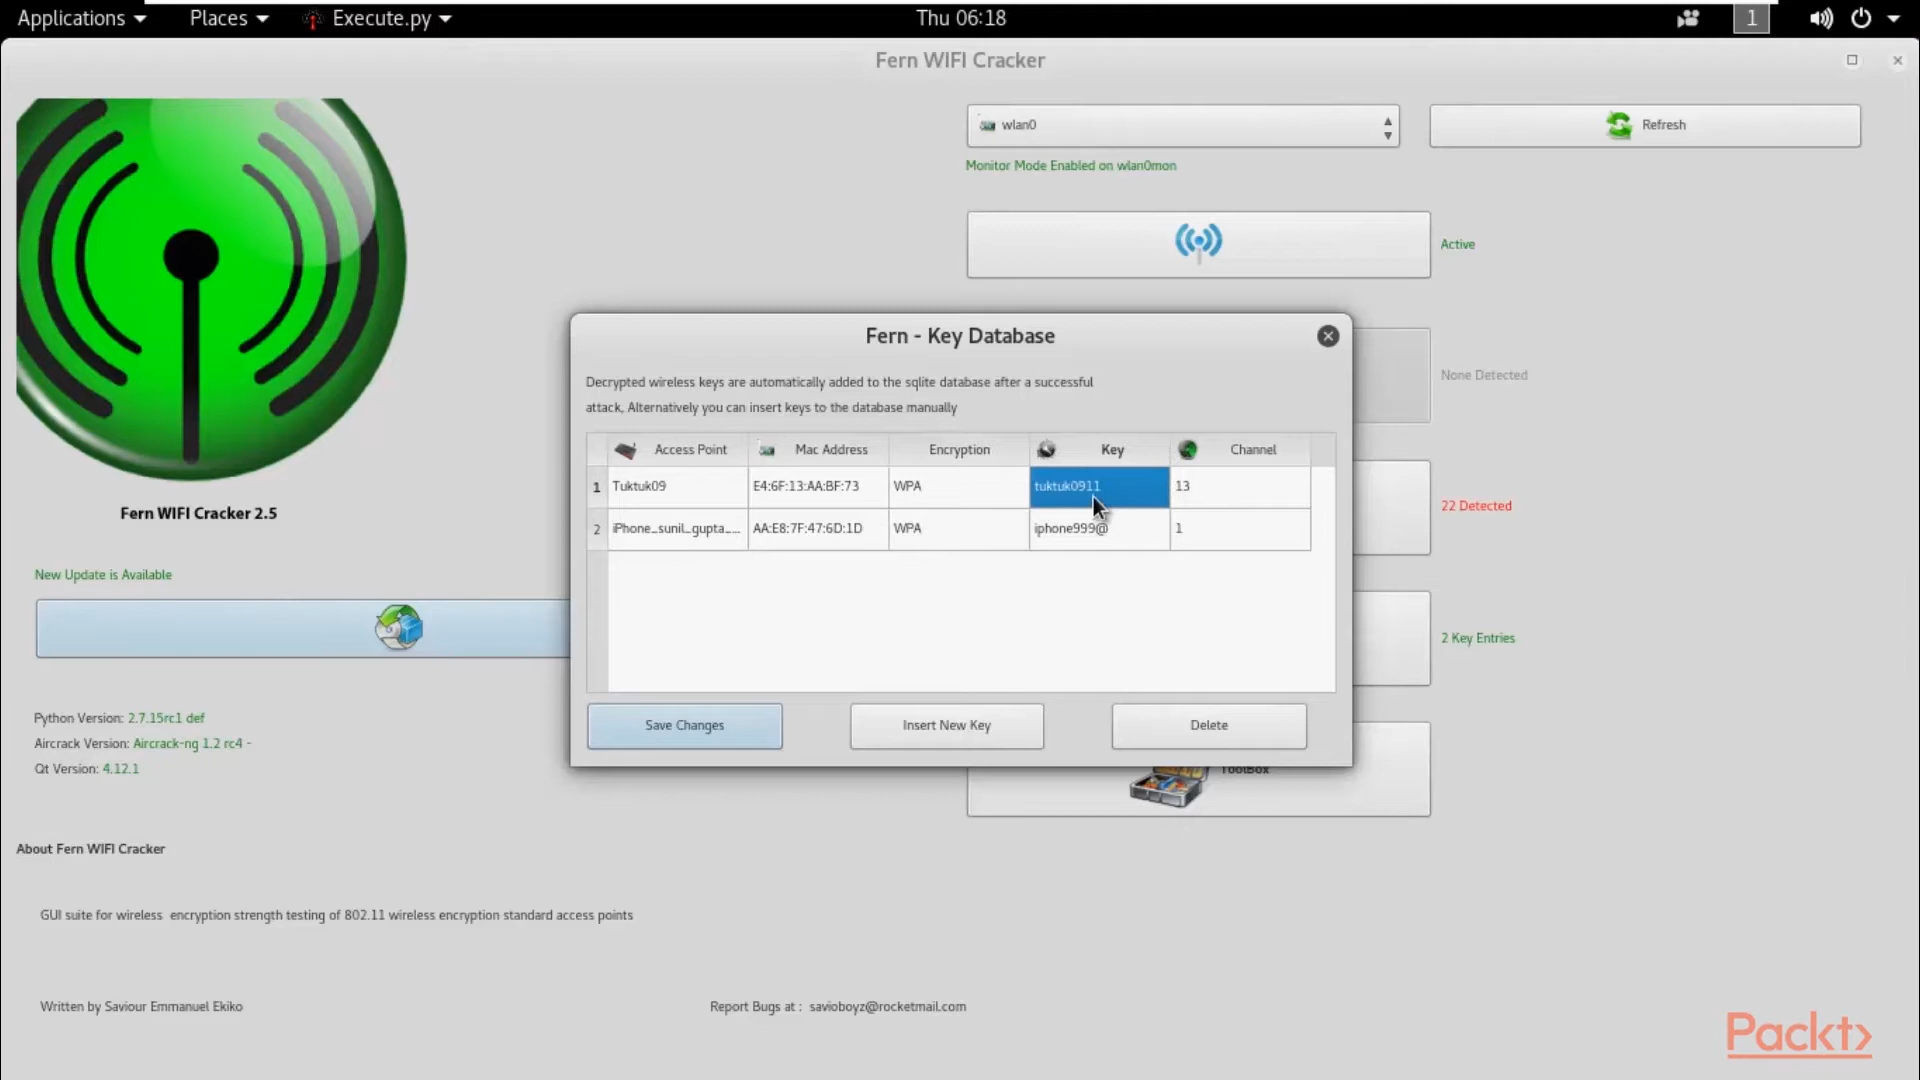 Applications
Places
Execute.py
Thu 06:18
1
Fern WIFI Cracker
wlan0
Refresh
Monitor Mode Enabled on wlan0mon
Active
Fern - Key Database
Decrypted wireless keys are automatically added to the sqlite database after a successful
attack, Alternatively you can insert keys to the database manually
None Detected
Access Point Mac Address Encryption Key Channel
1 Tuktuk09 E4:6F:13:AA:BF:73 WPA tuktuk0911 13
2 iPhone_sunil_gupta_... AA:E8:7F:47:6D:1D WPA iphone999@ 1
22 Detected
Fern WIFI Cracker 2.5
New Update is Available
2 Key Entries
Save Changes
Insert New Key
Delete
ToolBox
Python Version: 2.7.15rc1 def
Aircrack Version: Aircrack-ng 1.2 rc4 -
Qt Version: 4.12.1
About Fern WIFI Cracker
GUI suite for wireless encryption strength testing of 802.11 wireless encryption standard access points
Written by Saviour Emmanuel Ekiko
Report Bugs at : savioboyz@rocketmail.com
Packt>